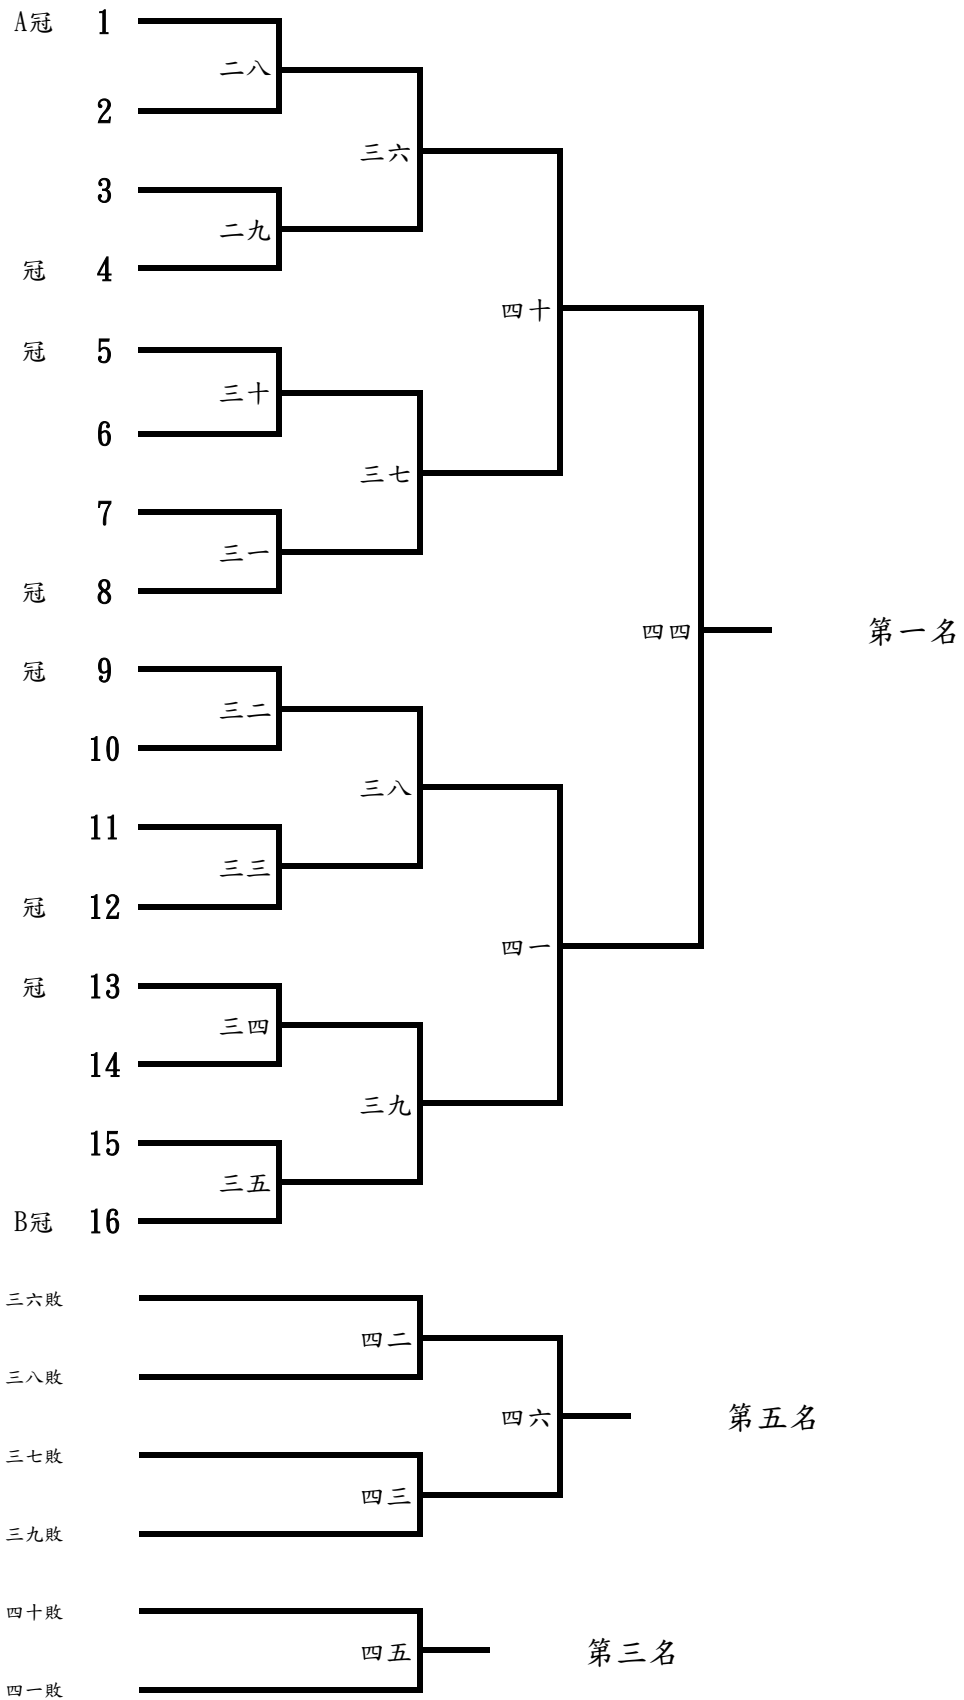 A冠 1
二八
2
三六
3
二九
冠 4
四十
冠 5
三十
6
三七
7
三一
冠 8
四四 第一名
冠 9
三二
10
三八
11
三三
冠 12
四一
冠 13
三四
14
三九
15
三五
B冠 16
三六敗
四二
三八敗
四六 第五名
三七敗
四三
三九敗
四十敗
四五 第三名
四一敗